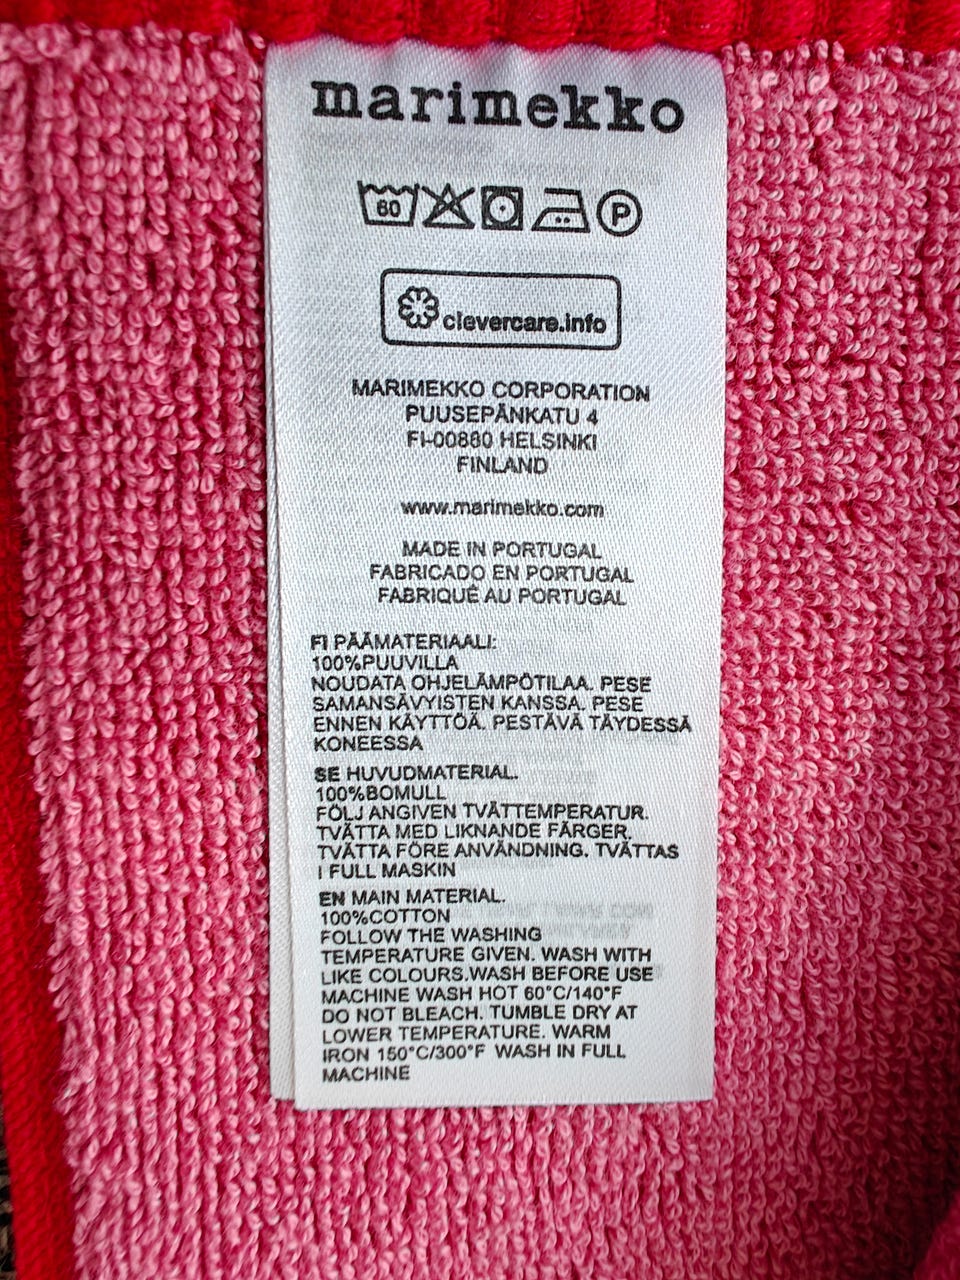 marimekko
60
P
clevercare.info
MARIMEKKO CORPORATION
PUUSEPÄNKATU 4
FI-00880 HELSINKI
FINLAND
www.marimekko.com
MADE IN PORTUGAL
FABRICADO EN PORTUGAL
FABRIQUÉ AU PORTUGAL
FI PÄÄMATERIAALI:
100%PUUVILLA
NOUDATA OHJELÄMPÖTILAA. PESE
SAMANSÄVYISTEN KANSSA. PESE
ENNEN KÄYTTÖÄ. PESTÄVÄ TÄYDESSÄ
KONEESSA
SE HUVUDMATERIAL.
100%BOMULL
FÖLJ ANGIVEN TVÄTTEMPERATUR.
TVÄTTA MED LIKNANDE FÄRGER.
TVÄTTA FÖRE ANVÄNDNING. TVÄTTAS
I FULL MASKIN
EN MAIN MATERIAL.
100%COTTON
FOLLOW THE WASHING
TEMPERATURE GIVEN. WASH WITH
LIKE COLOURS.WASH BEFORE USE
MACHINE WASH HOT 60°C/140°F
DO NOT BLEACH. TUMBLE DRY AT
LOWER TEMPERATURE. WARM
IRON 150°C/300°F WASH IN FULL
MACHINE